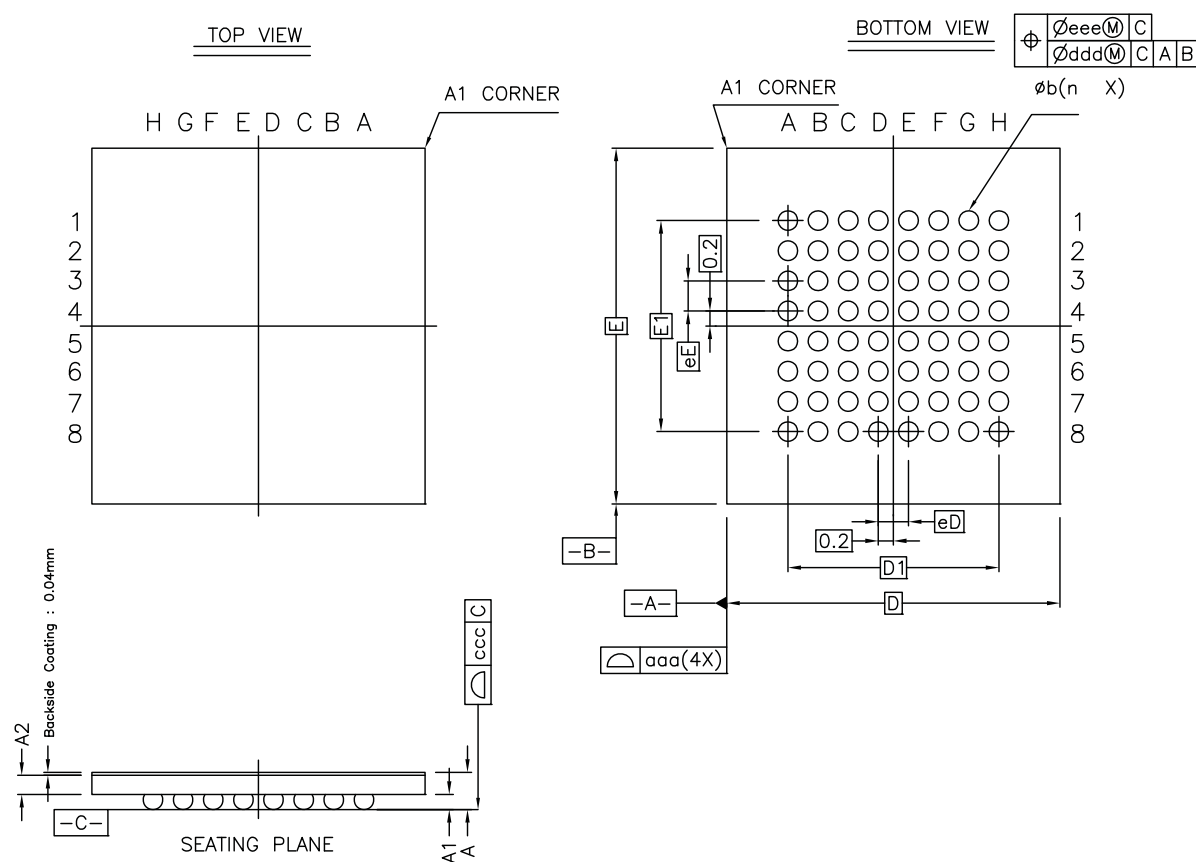 TOP VIEW
A1 CORNER
H G F E D C B A
1
2
3
4
5
6
7
8
BOTTOM VIEW
Øeee Ⓜ C
Øddd Ⓜ C A B
øb(n X)
A1 CORNER
A B C D E F G H
1
2
3
4
5
6
7
8
0.2
E
E1
eE
eD
0.2
D1
D
-B-
-A-
aaa(4X)
Backside Coating : 0.04mm
A2
ccc C
-C-
SEATING PLANE
A1
A